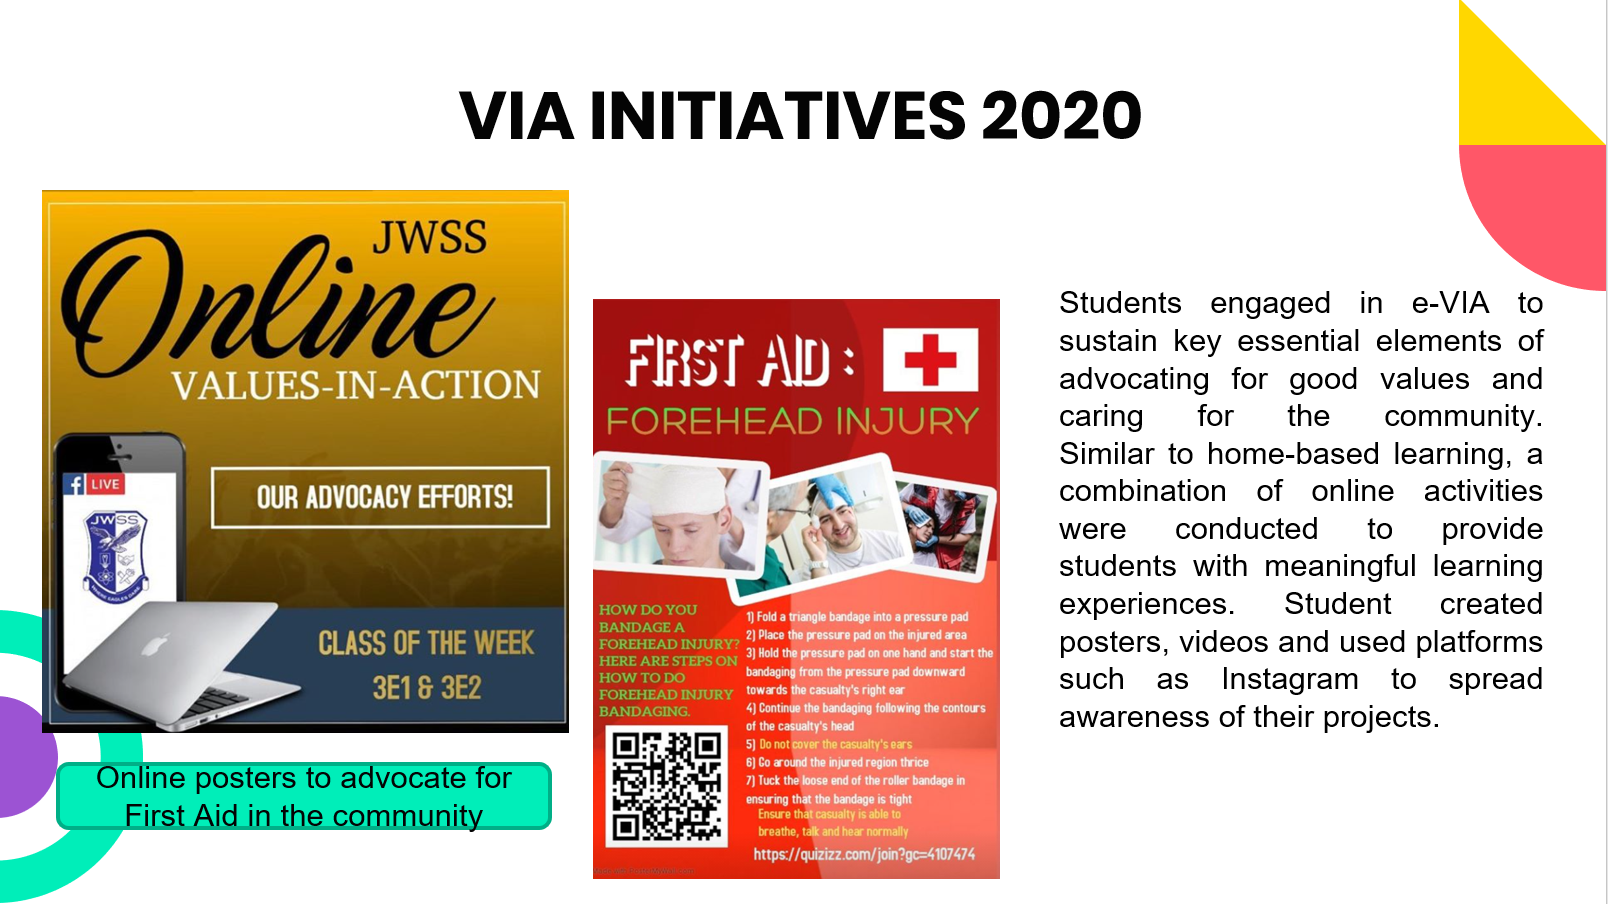 VIA INITIATIVES 2020
JWSS
Online
VALUES-IN-ACTION
LIVE
JWSS
OUR ADVOCACY EFFORTS!
CLASS OF THE WEEK
3E1 & 3E2
Online posters to advocate for
First Aid in the community
FIRST AID :
FOREHEAD INJURY
HOW DO YOU
BANDAGE A
FOREHEAD INJURY?
HERE ARE STEPS ON
HOW TO DO
FOREHEAD INJURY
BANDAGING.
1) Fold a triangle bandage into a pressure pad
2) Place the pressure pad on the injured area
3) Hold the pressure pad on one hand and start the
bandaging from the pressure pad downward
towards the casualty's right ear
4) Continue the bandaging following the contours
of the casualty's head
5) Do not cover the casualty's ears
6) Go around the injured region thrice
7) Tuck the loose end of the roller bandage in
ensuring that the bandage is tight
Ensure that casualty is able to
breathe, talk and hear normally
https://quizizz.com/join?gc=4107474
Students engaged in e-VIA to
sustain key essential elements of
advocating for good values and
caring for the community.
Similar to home-based learning, a
combination of online activities
were conducted to provide
students with meaningful learning
experiences. Student created
posters, videos and used platforms
such as Instagram to spread
awareness of their projects.